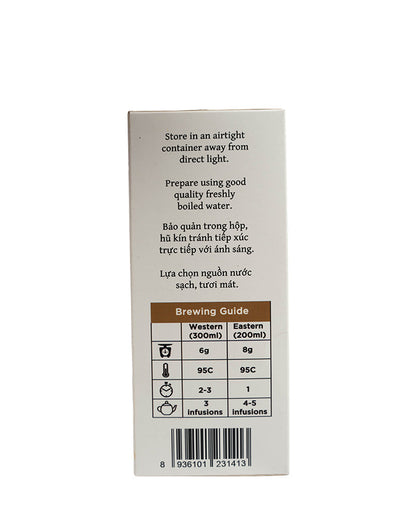 Store in an airtight
container away from
direct light.
Prepare using good
quality freshly
boiled water.
Bảo quản trong hộp,
hũ kín tránh tiếp xúc
trực tiếp với ánh sáng.
Lựa chọn nguồn nước
sạch, tươi mát.
Brewing Guide
Western Eastern
(300ml) (200ml)
6g 8g
95C 95C
2-3 1
3 infusions 4-5 infusions
8 936101 231413